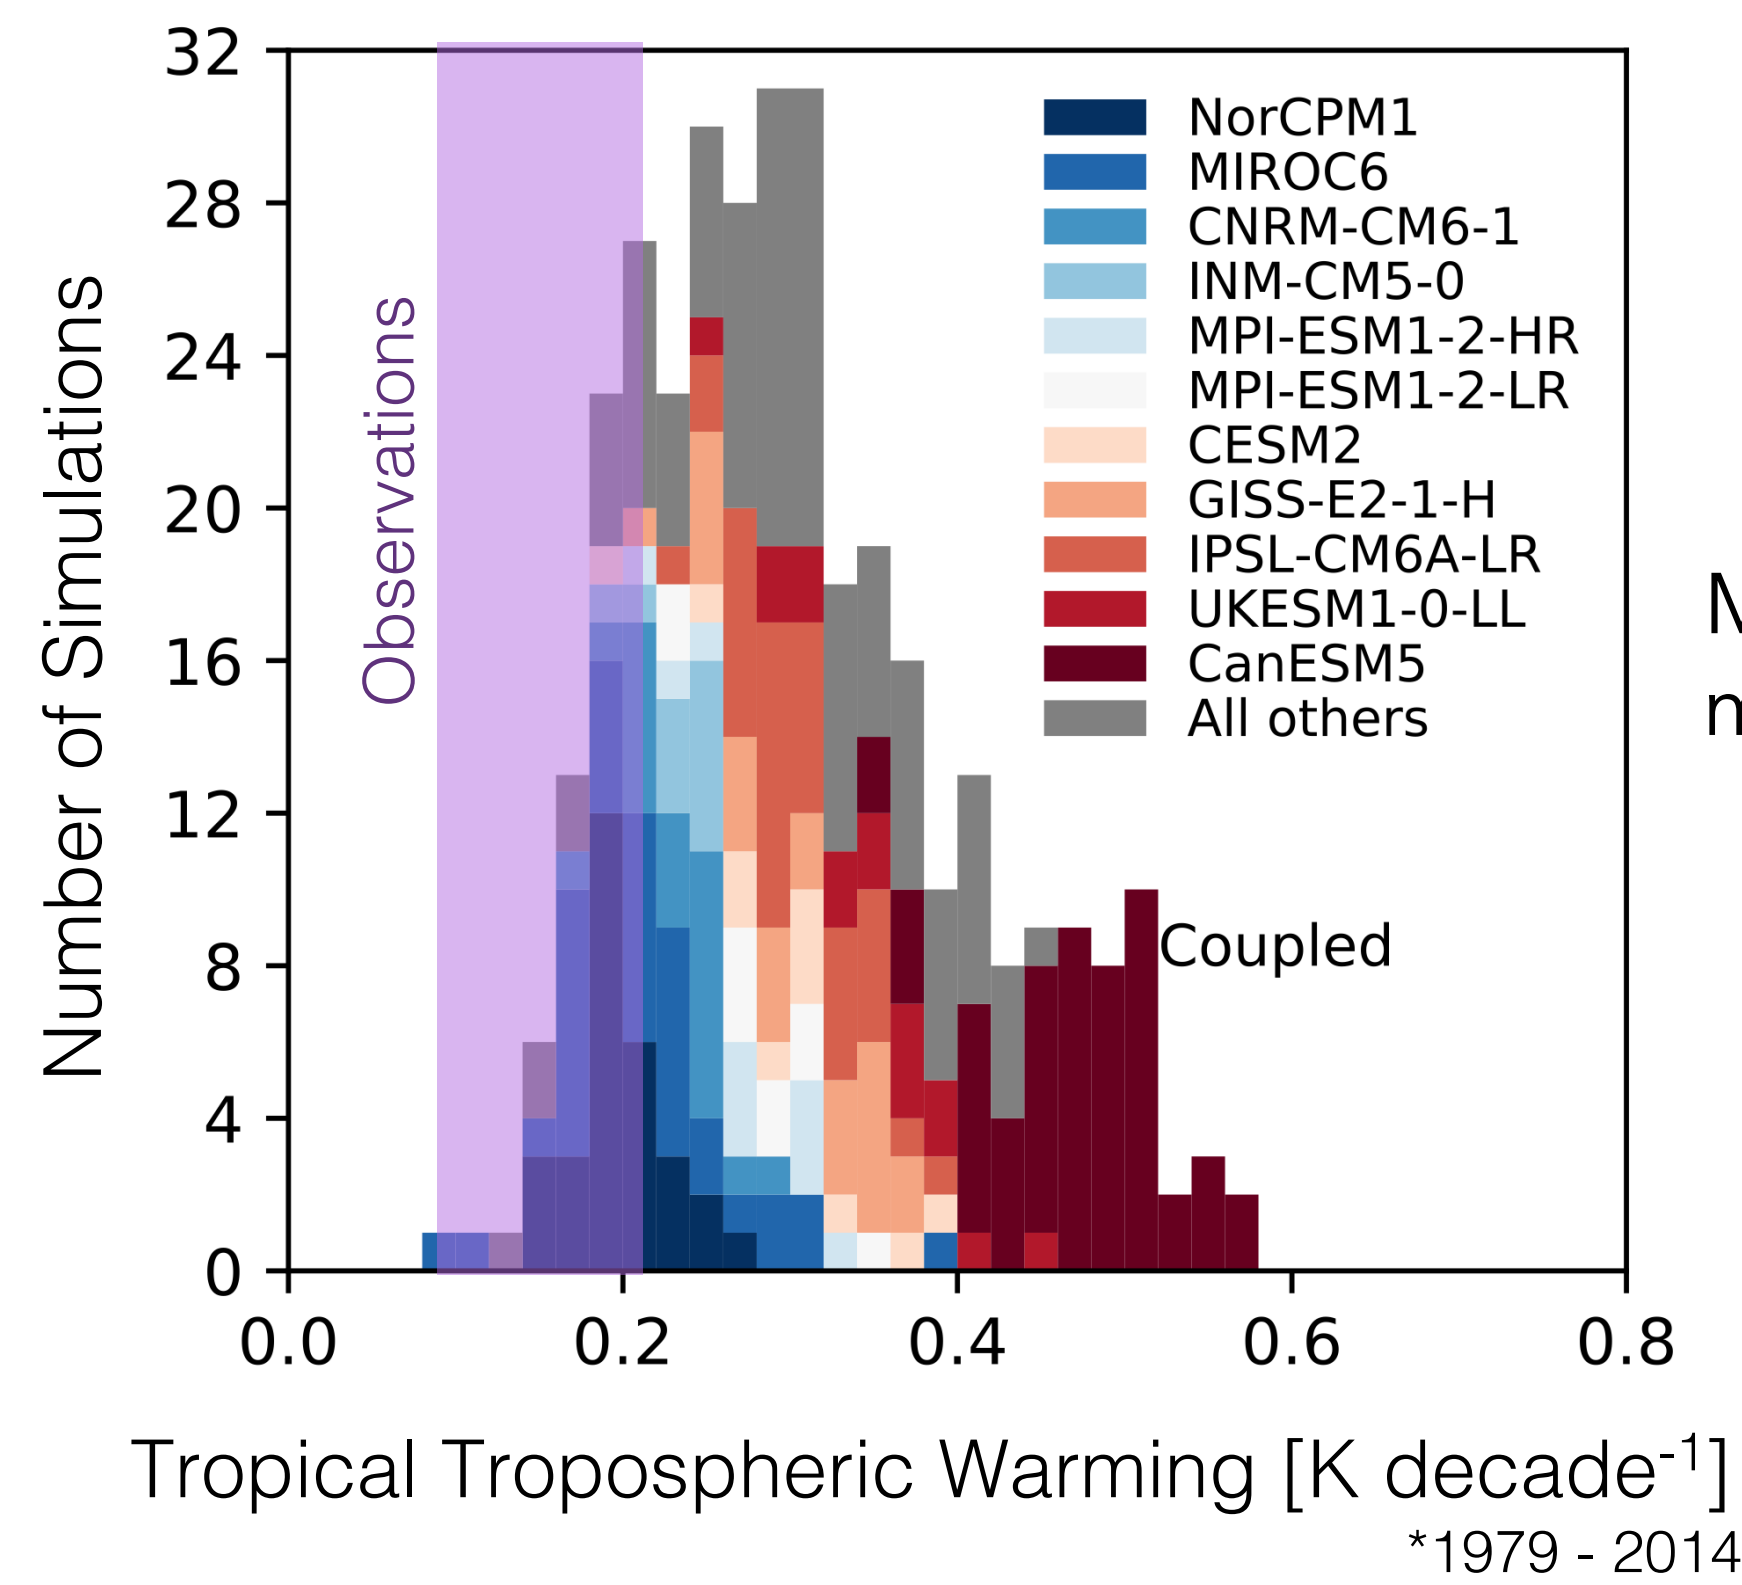 32
28
24
20
16
12
8
4
0
Number of Simulations
Observations
NorCPM1
MIROC6
CNRM-CM6-1
INM-CM5-0
MPI-ESM1-2-HR
MPI-ESM1-2-LR
CESM2
GISS-E2-1-H
IPSL-CM6A-LR
UKESM1-0-LL
CanESM5
All others
Coupled
0.0 0.2 0.4 0.6 0.8
Tropical Tropospheric Warming [K decade⁻¹]
*1979 - 2014